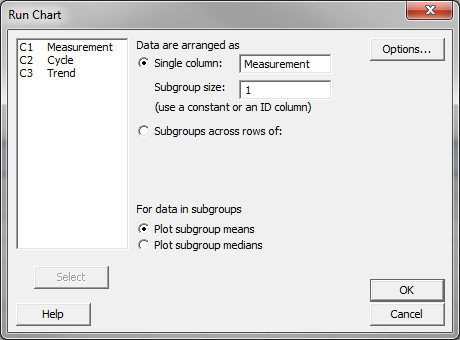 Run Chart
C1 Measurement
C2 Cycle
C3 Trend
Data are arranged as
Single column: Measurement
Subgroup size: 1
(use a constant or an ID column)
Subgroups across rows of:
For data in subgroups
Plot subgroup means
Plot subgroup medians
Options...
Select
Help
OK
Cancel